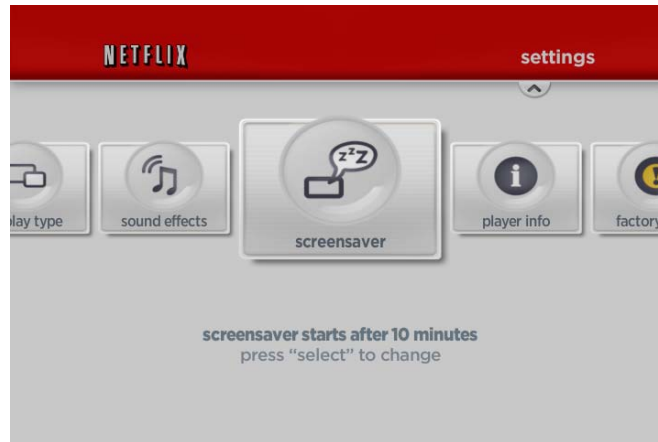 NETFLIX
settings
lay type
sound effects
zzZ
screensaver
player info
factory
screensaver starts after 10 minutes
press “select” to change